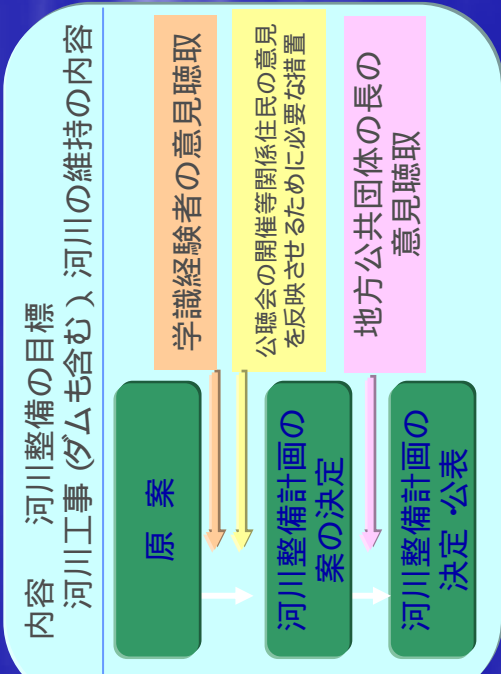 内容　　河川整備の目標
河川工事(ダムも含む)、河川の維持の内容
原　案
学識経験者の意見聴取
公聴会の開催等関係住民の意見
を反映させるために必要な措置
河川整備計画の
案の決定
地方公共団体の長の
意見聴取
河川整備計画の
決定・公表